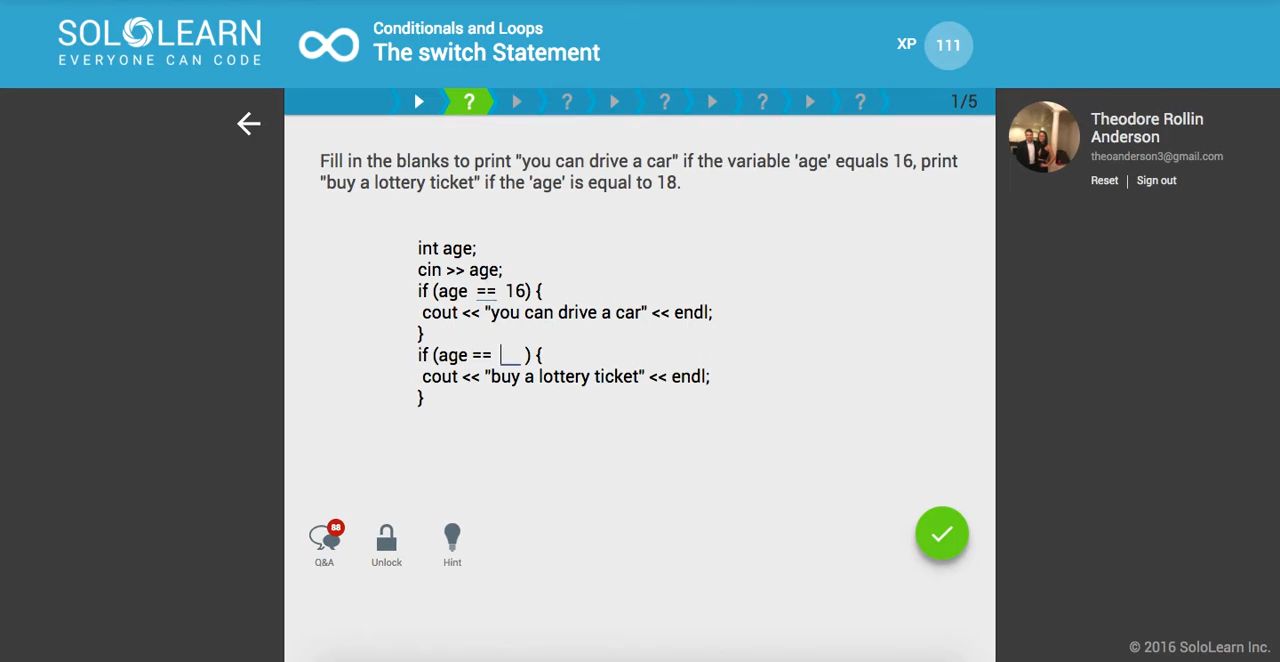 SOLOLEARN
EVERYONE CAN CODE
Conditionals and Loops
The switch Statement
XP 111
? ? ? ? ? 1/5
Theodore Rollin
Anderson
theoanderson3@gmail.com
Reset | Sign out
Fill in the blanks to print "you can drive a car" if the variable 'age' equals 16, print
"buy a lottery ticket" if the 'age' is equal to 18.
int age;
cin >> age;
if (age == 16) {
cout << "you can drive a car" << endl;
}
if (age == __ ) {
cout << "buy a lottery ticket" << endl;
}
88
Q&A Unlock Hint
© 2016 SoloLearn Inc.